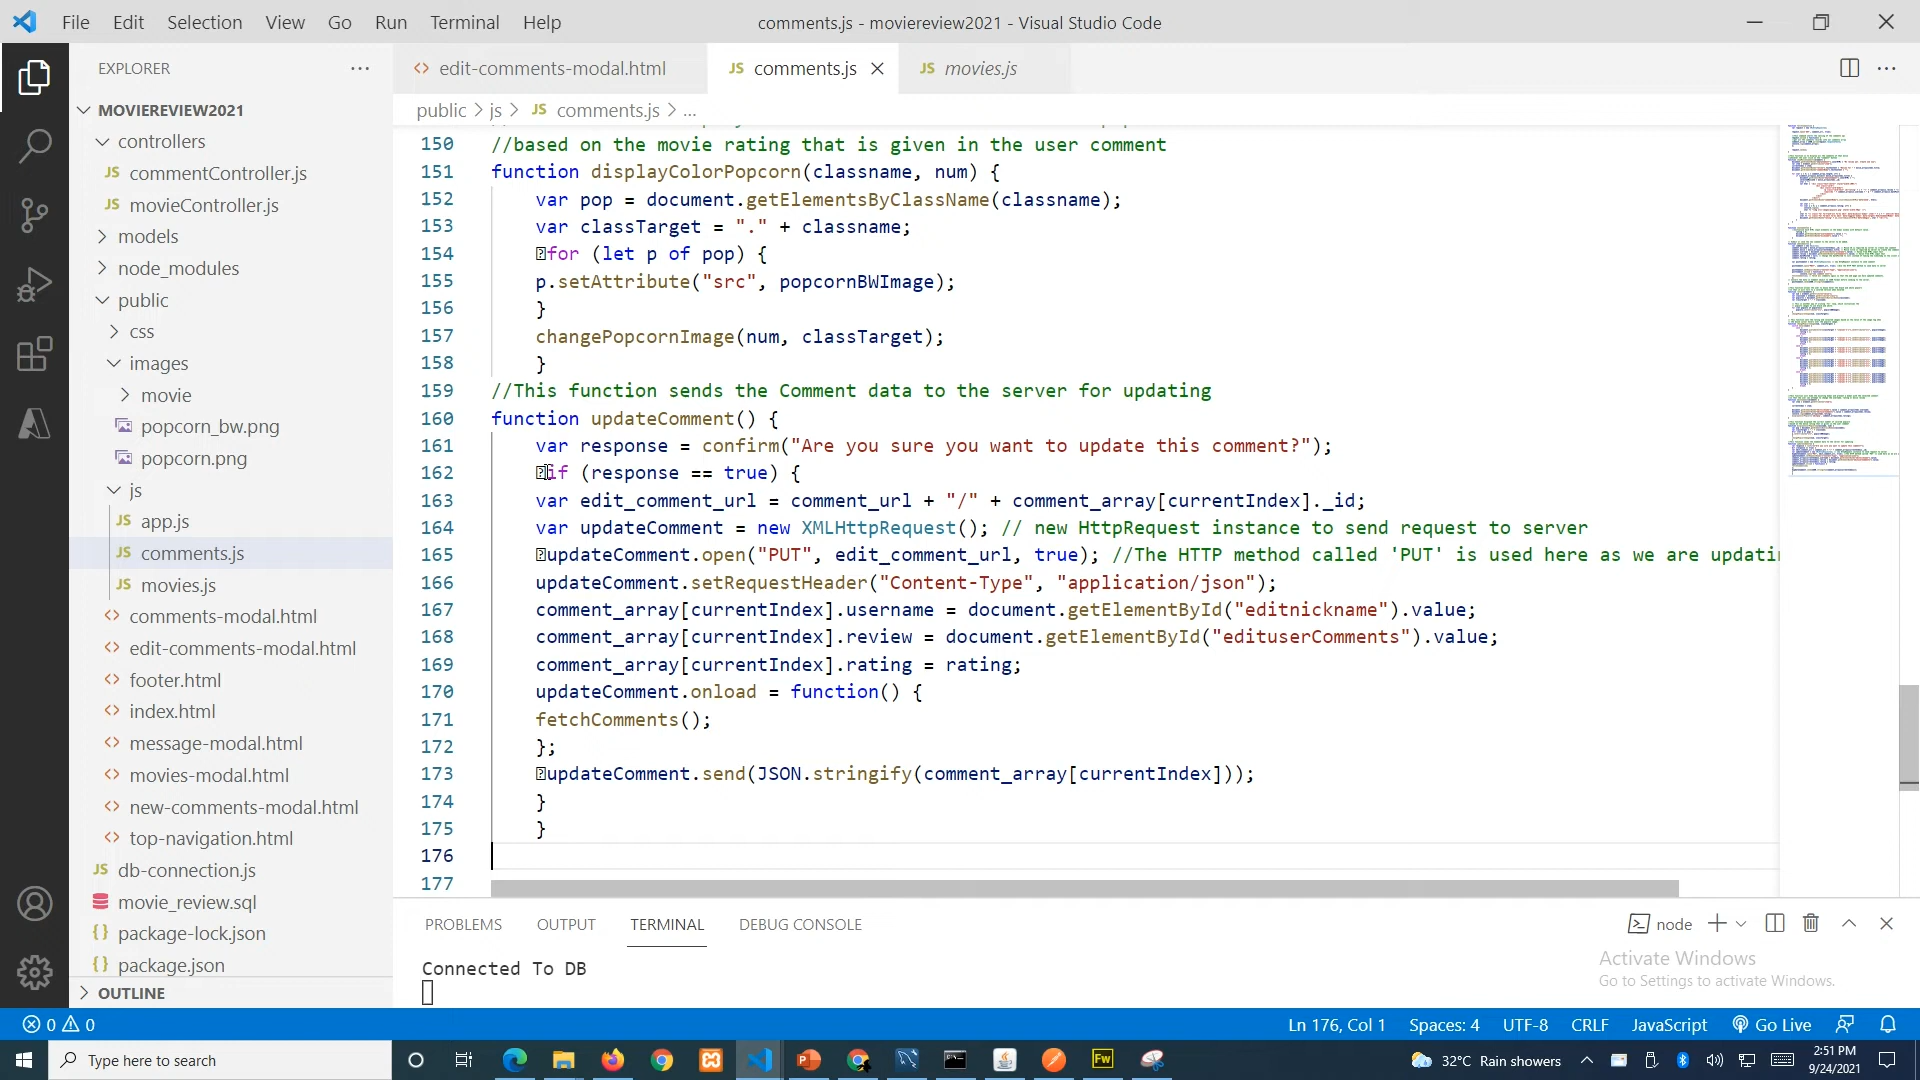 File Edit Selection View Go Run Terminal Help
comments.js - moviereview2021 - Visual Studio Code
EXPLORER
edit-comments-modal.html
JS comments.js
JS movies.js
public > js > JS comments.js > ...
MOVIEREVIEW2021
controllers
JS commentController.js
JS movieController.js
models
node_modules
public
css
images
movie
popcorn_bw.png
popcorn.png
js
JS app.js
JS comments.js
JS movies.js
comments-modal.html
edit-comments-modal.html
footer.html
index.html
message-modal.html
movies-modal.html
new-comments-modal.html
top-navigation.html
JS db-connection.js
movie_review.sql
{} package-lock.json
{} package.json
OUTLINE
150 //based on the movie rating that is given in the user comment
151 function displayColorPopcorn(classname, num) {
152 var pop = document.getElementsByClassName(classname);
153 var classTarget = "." + classname;
154 for (let p of pop) {
155 p.setAttribute("src", popcornBWImage);
156 }
157 changePopcornImage(num, classTarget);
158 }
159 //This function sends the Comment data to the server for updating
160 function updateComment() {
161 var response = confirm("Are you sure you want to update this comment?");
162 if (response == true) {
163 var edit_comment_url = comment_url + "/" + comment_array[currentIndex]._id;
164 var updateComment = new XMLHttpRequest(); // new HttpRequest instance to send request to server
165 updateComment.open("PUT", edit_comment_url, true); //The HTTP method called 'PUT' is used here as we are updatin
166 updateComment.setRequestHeader("Content-Type", "application/json");
167 comment_array[currentIndex].username = document.getElementById("editnickname").value;
168 comment_array[currentIndex].review = document.getElementById("edituserComments").value;
169 comment_array[currentIndex].rating = rating;
170 updateComment.onload = function() {
171 fetchComments();
172 };
173 updateComment.send(JSON.stringify(comment_array[currentIndex]));
174 }
175 }
176
177
PROBLEMS OUTPUT TERMINAL DEBUG CONSOLE
node
Connected To DB
Activate Windows
Go to Settings to activate Windows.
0 0
Ln 176, Col 1 Spaces: 4 UTF-8 CRLF JavaScript Go Live
Type here to search
Fw
32°C Rain showers
2:51 PM
9/24/2021